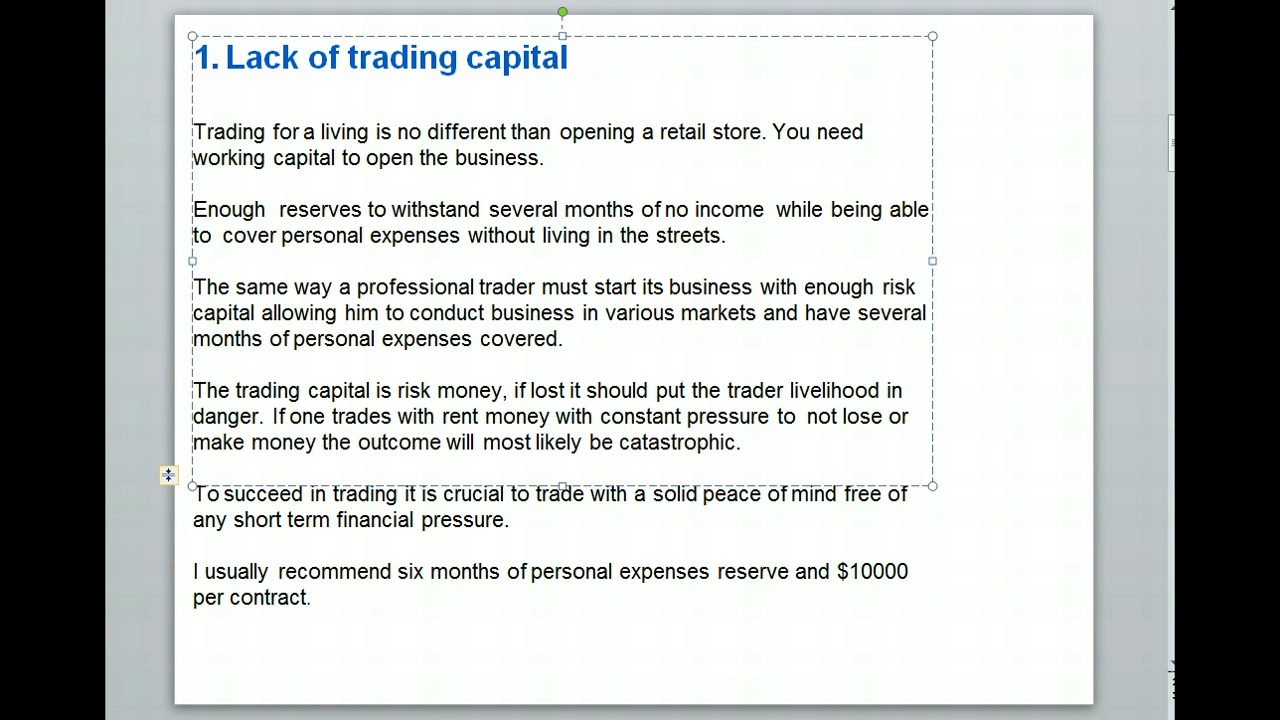 1. Lack of trading capital
Trading for a living is no different than opening a retail store. You need
working capital to open the business.
Enough reserves to withstand several months of no income while being able
to cover personal expenses without living in the streets.
The same way a professional trader must start its business with enough risk
capital allowing him to conduct business in various markets and have several
months of personal expenses covered.
The trading capital is risk money, if lost it should put the trader livelihood in
danger. If one trades with rent money with constant pressure to not lose or
make money the outcome will most likely be catastrophic.
To succeed in trading it is crucial to trade with a solid peace of mind free of
any short term financial pressure.
I usually recommend six months of personal expenses reserve and $10000
per contract.